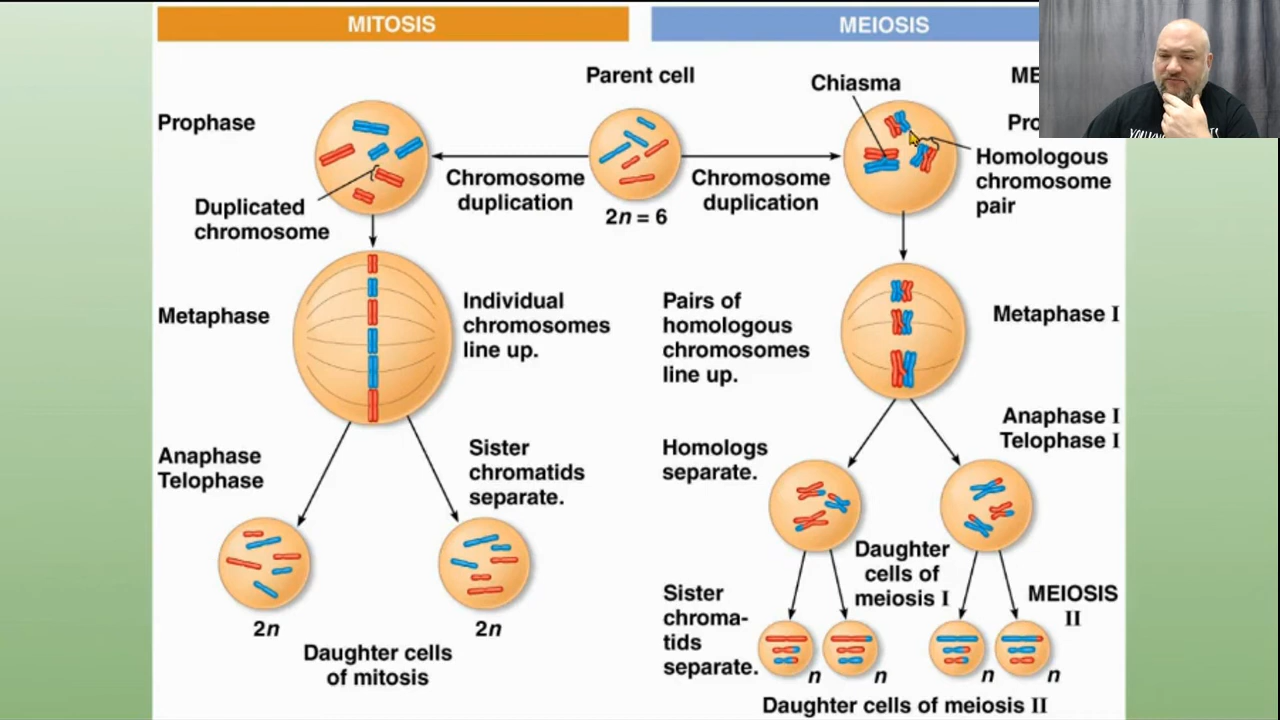 MITOSIS
MEIOSIS
Parent cell
Chiasma
ME
Prophase
Pro
Homologous
chromosome
pair
Chromosome
duplication
Chromosome
duplication
Duplicated
chromosome
2n = 6
Metaphase
Individual
chromosomes
line up.
Pairs of
homologous
chromosomes
line up.
Metaphase I
Anaphase
Telophase
Sister
chromatids
separate.
Homologs
separate.
Anaphase I
Telophase I
Daughter
cells of
meiosis I
MEIOSIS
II
Sister
chroma-
tids
separate.
2n
2n
n
n
n
n
Daughter cells
of mitosis
Daughter cells of meiosis II